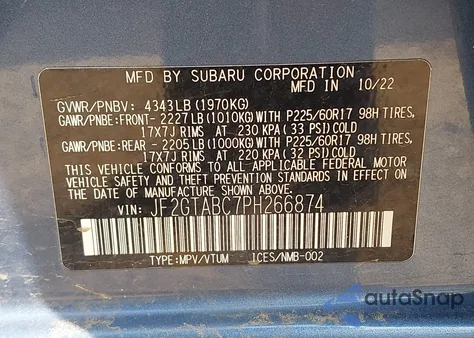 MFD BY SUBARU CORPORATION
MFD IN 10/22
GVWR/PNBV: 4343LB(1970KG)
GAWR/PNBE:FRONT- 2227LB(1010KG)WITH P225/60R17 98H TIRES,
17X7J RIMS AT 230 KPA(33 PSI)COLD
GAWR/PNBE:REAR - 2205LB(1000KG)WITH P225/60R17 98H TIRES,
17X7J RIMS AT 220 KPA(32 PSI)COLD
THIS VEHICLE CONFORMS TO ALL APPLICABLE FEDERAL MOTOR
VEHICLE SAFETY AND THEFT PREVENTION STANDARDS IN EFFECT ON
THE DATE OF MANUFACTURE SHOWN ABOVE.
VIN: JF2GTABC7PH266874
TYPE:MPV/VTUM ICES/NMB-002
autoSnap